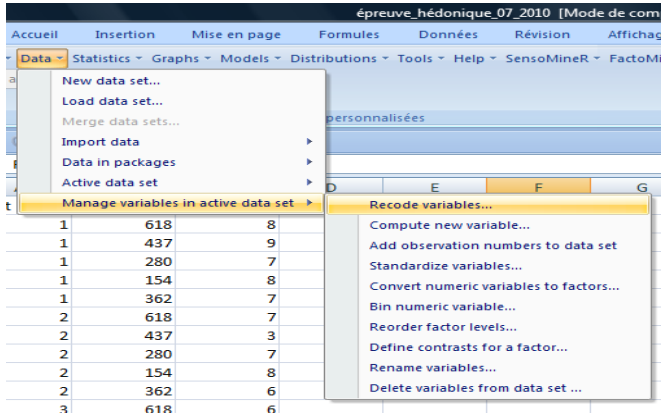 épreuve_hédonique_07_2010 [Mode de com
Accueil Insertion Mise en page Formules Données Révision Affichag
Data Statistics Graphs Models Distributions Tools Help SensoMineR FactoMi
New data set...
Load data set...
Merge data sets...
personnalisées
Import data
Data in packages
Active data set
D E F G
Manage variables in active data set
Recode variables...
1 618 8
Compute new variable...
1 437 9
Add observation numbers to data set
1 280 7
Standardize variables...
1 154 8
Convert numeric variables to factors...
1 362 7
Bin numeric variable...
2 618 7
Reorder factor levels...
2 437 3
Define contrasts for a factor...
2 280 7
Rename variables...
2 154 8
Delete variables from data set ...
2 362 6
3 618 6